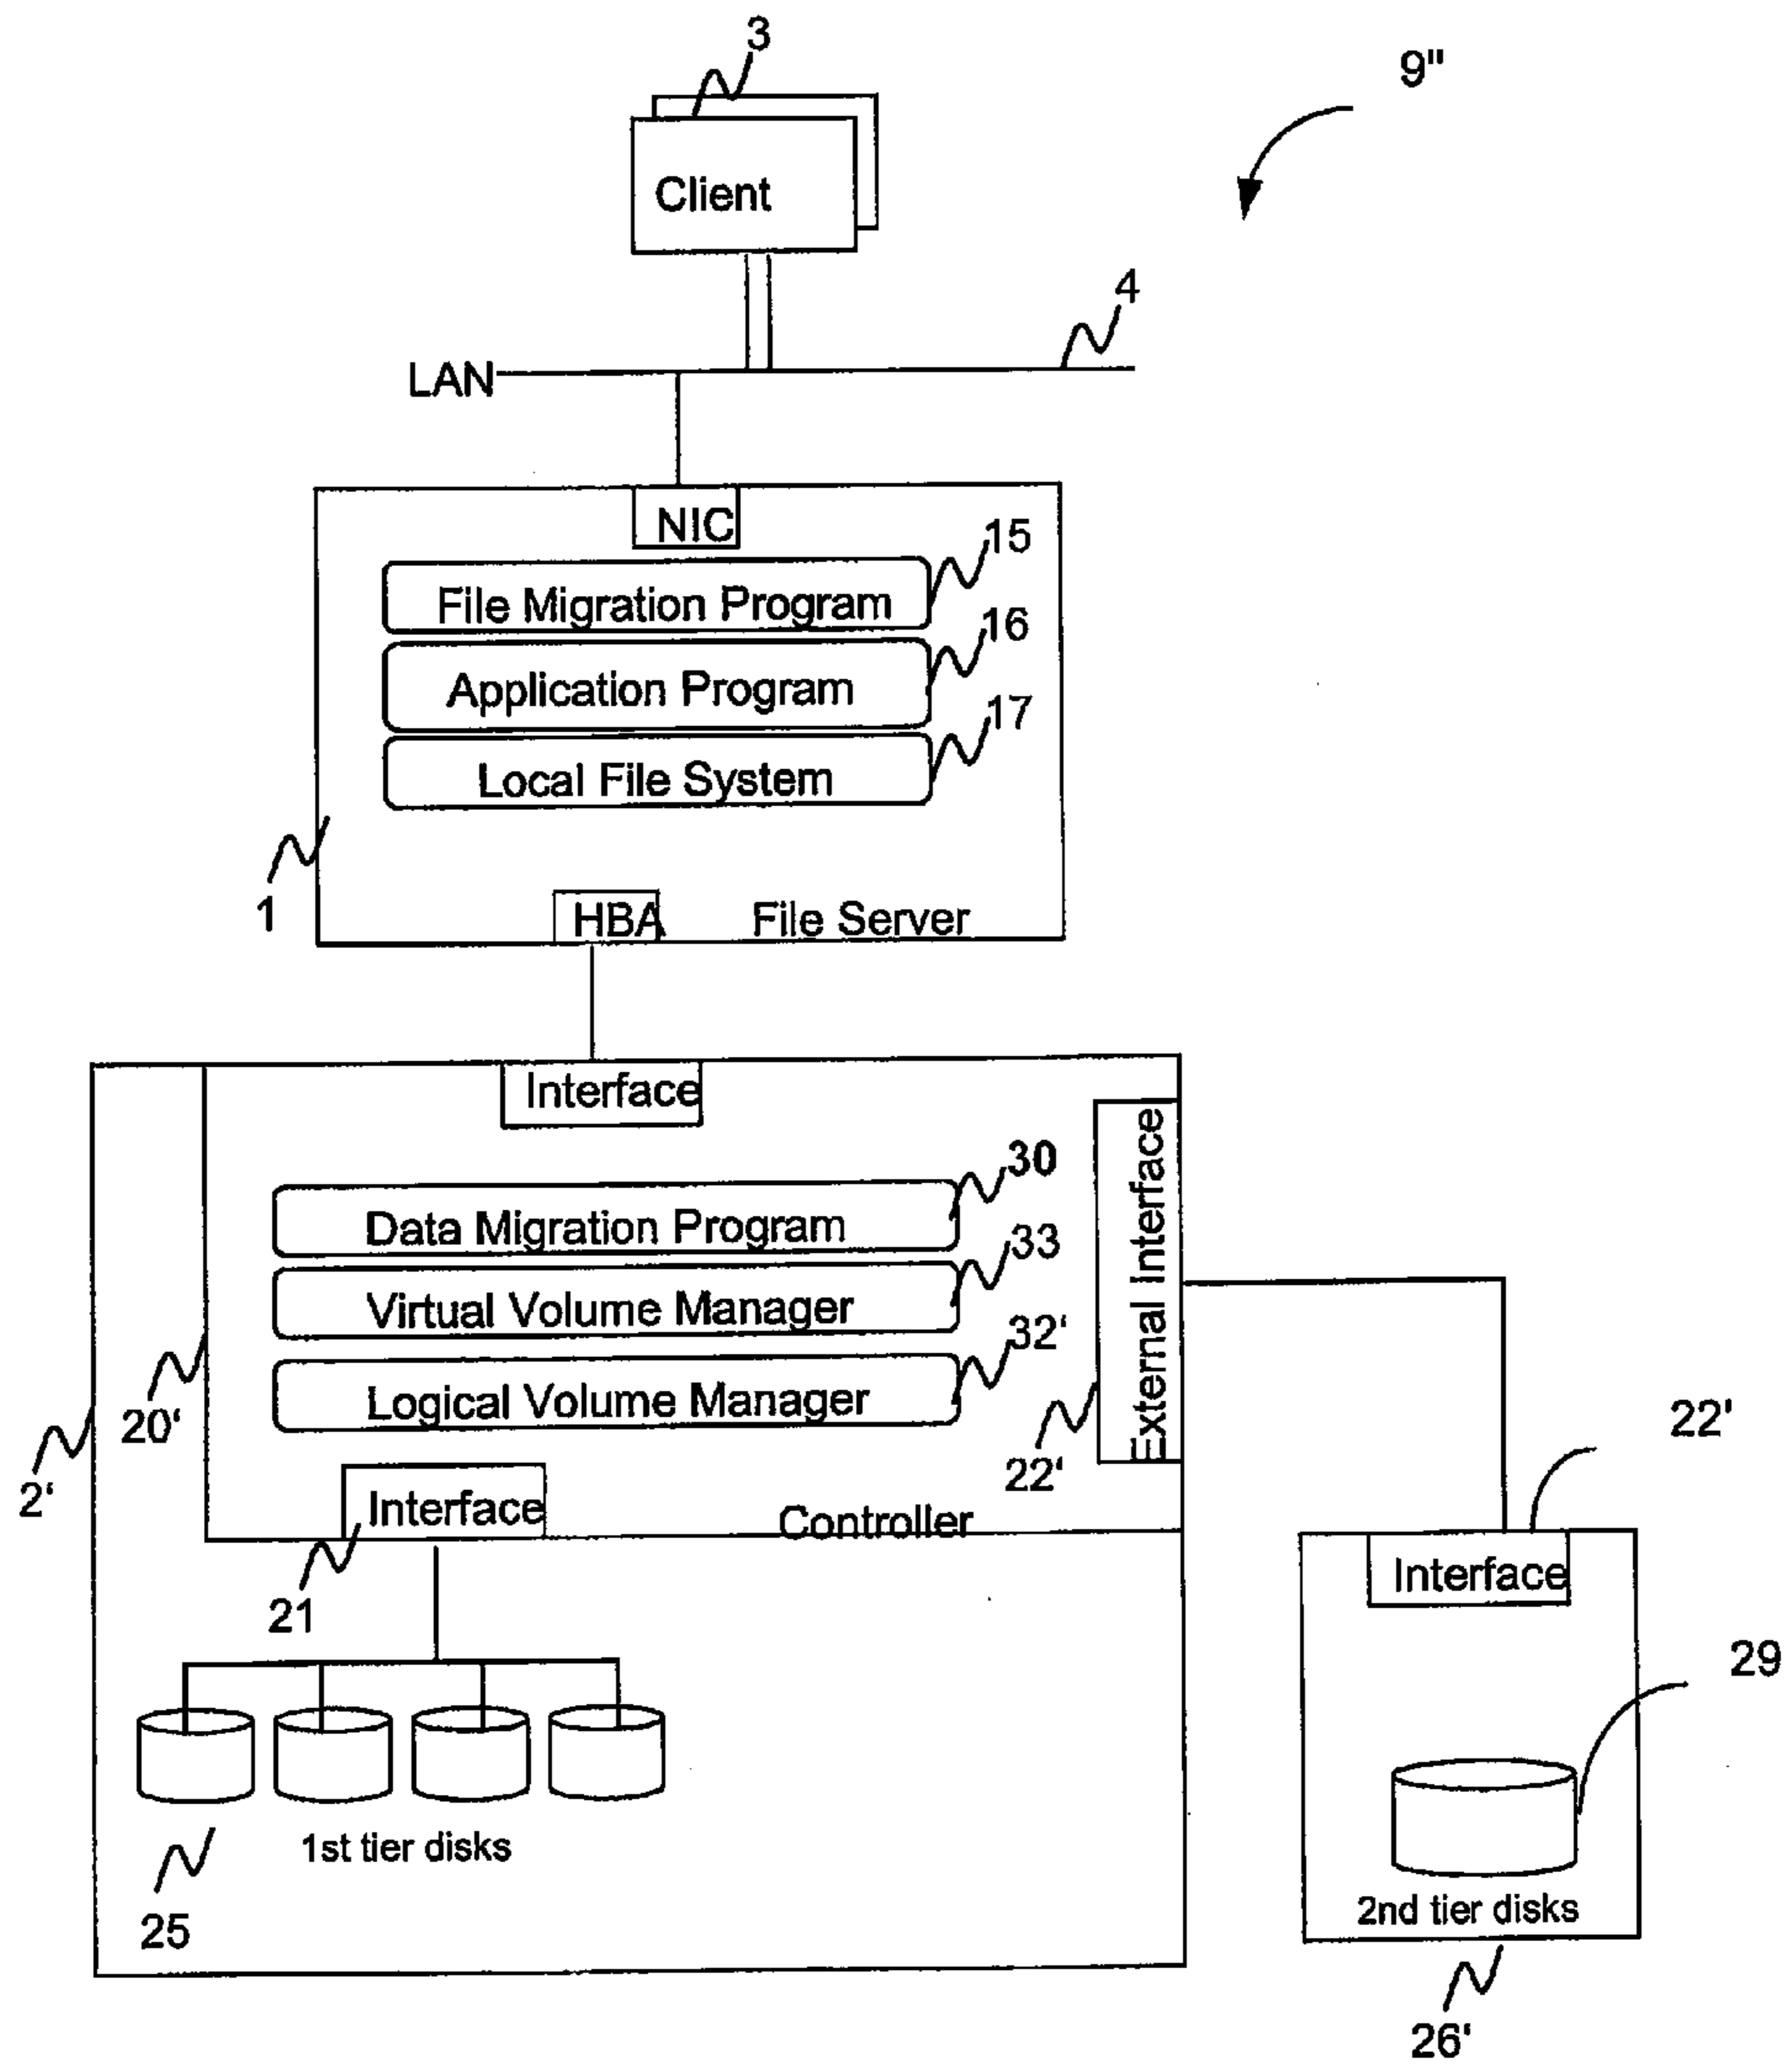 3
9"
Client
4
LAN
NIC
15
File Migration Program
16
Application Program
17
Local File System
1
HBA
File Server
Interface
External Interface
30
Data Migration Program
33
Virtual Volume Manager
32'
Logical Volume Manager
20'
2'
22'
22'
Interface
Controller
21
Interface
29
1st tier disks
25
2nd tier disks
26'